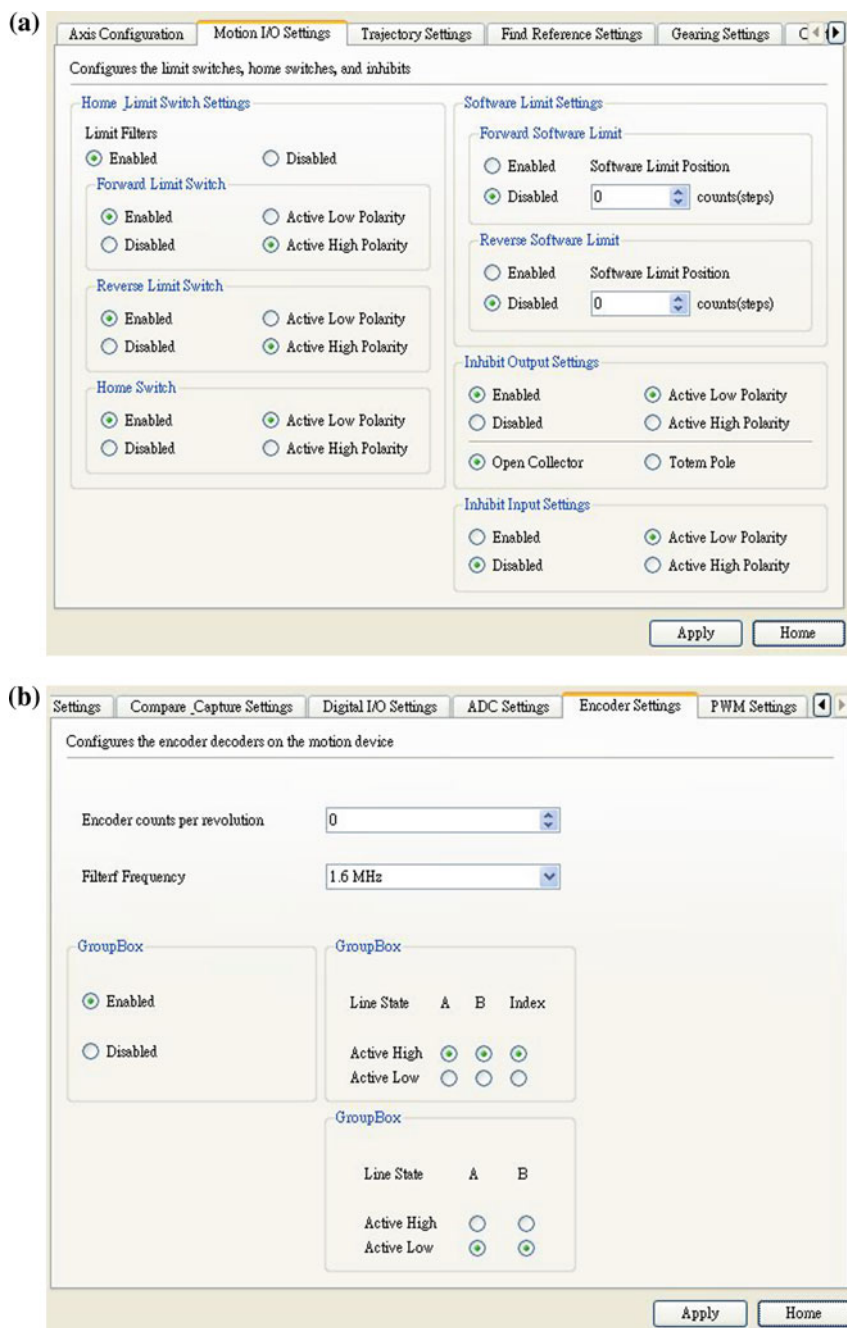 (a)
Axis Configuration Motion I/O Settings Trajectory Settings Find Reference Settings Gearing Settings C
Configures the limit switches, home switches, and inhibits
Home_Limit Switch Settings
Limit Filters
Enabled Disabled
Forward Limit Switch
Enabled Active Low Polarity
Disabled Active High Polarity
Reverse Limit Switch
Enabled Active Low Polarity
Disabled Active High Polarity
Home Switch
Enabled Active Low Polarity
Disabled Active High Polarity
Software Limit Settings
Forward Software Limit
Enabled Software Limit Position
Disabled 0 counts(steps)
Reverse Software Limit
Enabled Software Limit Position
Disabled 0 counts(steps)
Inhibit Output Settings
Enabled Active Low Polarity
Disabled Active High Polarity
Open Collector Totem Pole
Inhibit Input Settings
Enabled Active Low Polarity
Disabled Active High Polarity
Apply Home
(b)
Settings Compare_Capture Settings Digital I/O Settings ADC Settings Encoder Settings PWM Settings
Configures the encoder decoders on the motion device
Encoder counts per revolution 0
Filterf Frequency 1.6 MHz
GroupBox
Enabled
Disabled
GroupBox
Line State A B Index
Active High
Active Low
GroupBox
Line State A B
Active High
Active Low
Apply Home